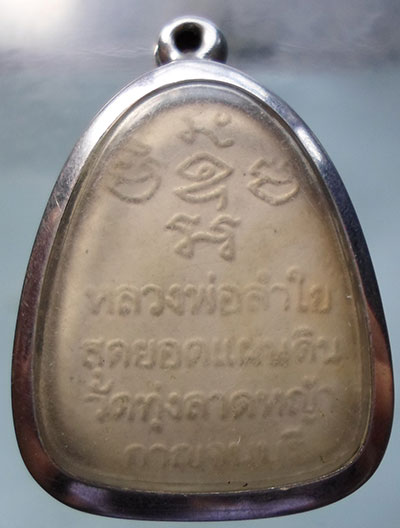 หลวงพ่อลำใย
สุดยอดแผ่นดิน
วัดทุ่งลาดหญ้า
กาญจนบุรี